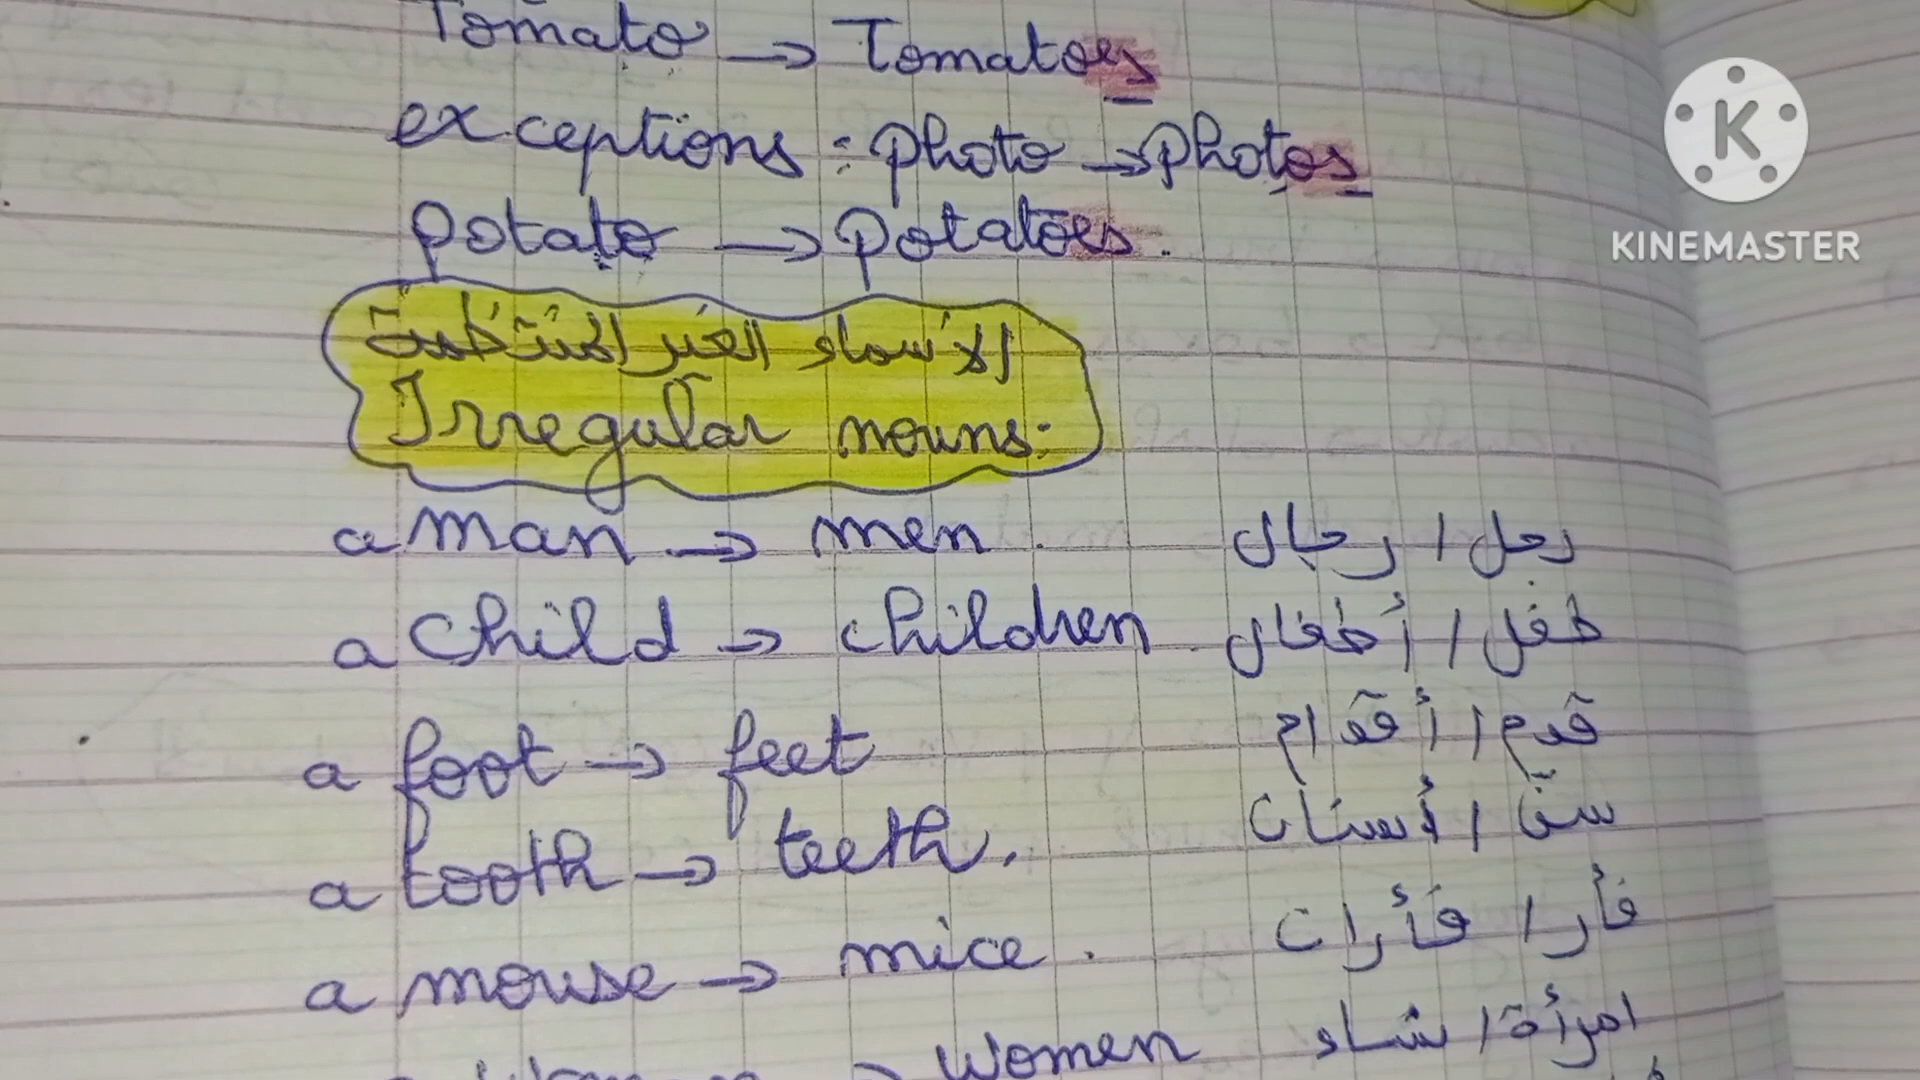 Tomato → Tomatoes
exceptions : photo → photos
potato → potatoes.
الأسماء الغير المنتظمة
Irregular nouns:
a man → men . رجل / رجال
a child → children . طفل / أطفال
a foot → feet قدم / أقدام
a tooth → teeth. سن / أسنان
a mouse → mice . فأر / فأرات
→ women امرأة / نساء
K
KINEMASTER